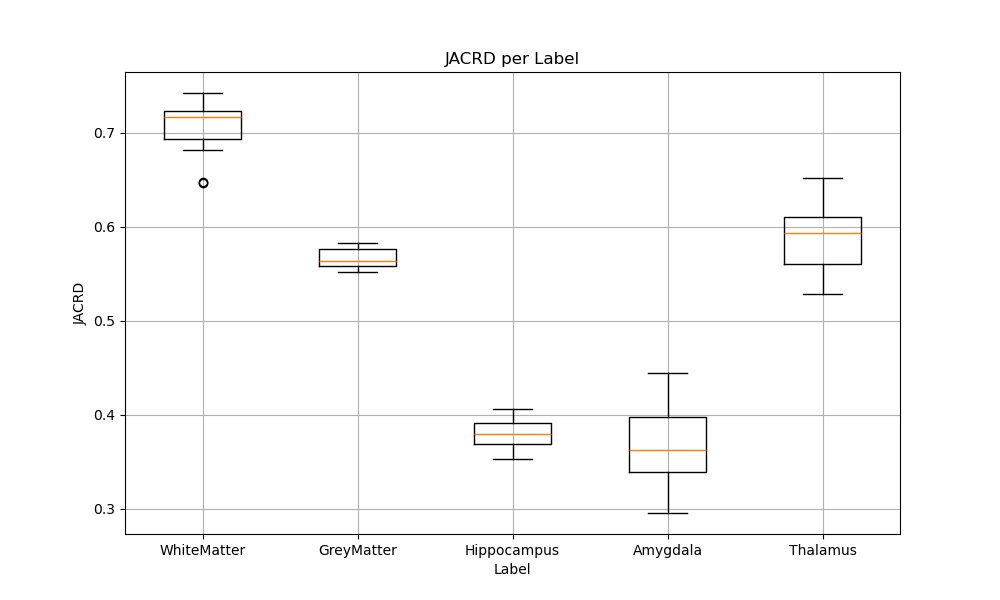 JACRD per Label
JACRD
0.7
0.6
0.5
0.4
0.3
WhiteMatter
GreyMatter
Hippocampus
Amygdala
Thalamus
Label